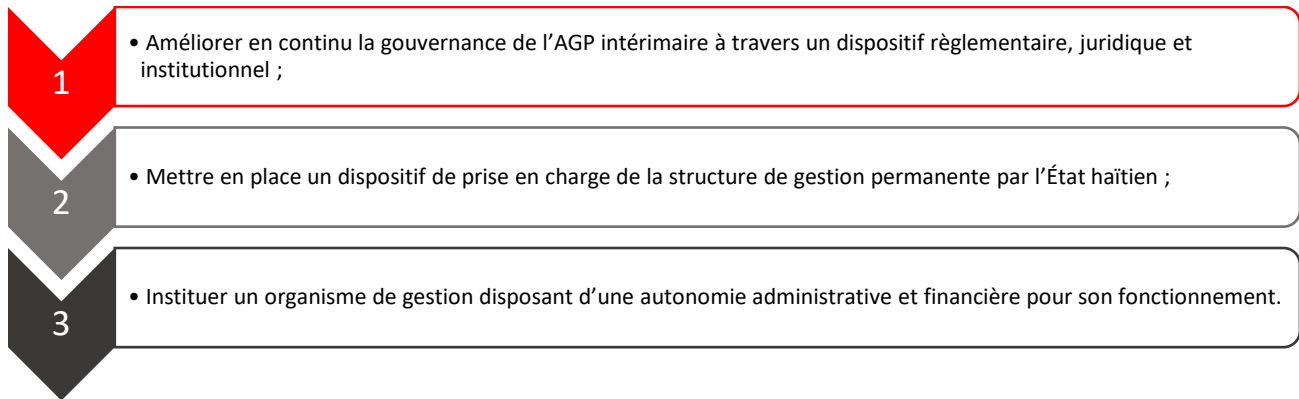 1
• Améliorer en continu la gouvernance de l’AGP intérimaire à travers un dispositif règlementaire, juridique et
institutionnel ;
2
• Mettre en place un dispositif de prise en charge de la structure de gestion permanente par l’État haïtien ;
3
• Instituer un organisme de gestion disposant d’une autonomie administrative et financière pour son fonctionnement.